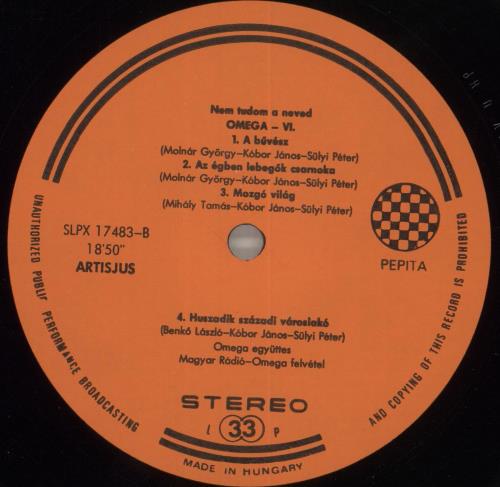 Nem tudom a neved
OMEGA – VI.
1. A bűvész
(Molnár György–Kóbor János–Sülyi Péter)
2. Az égben lebegők csarnoka
(Molnár György–Kóbor János–Sülyi Péter)
3. Mozgó világ
(Mihály Tamás–Kóbor János–Sülyi Péter)
SLPX 17483–B
18'50"
ARTISJUS
PEPITA
4. Huszadik századi városlakó
(Benkő László–Kóbor János–Sülyi Péter)
Omega együttes
Magyar Rádió–Omega felvétel
STEREO
L 33 P
MADE IN HUNGARY
UNAUTHORIZED PUBLIF PERFORMANCE BROADCASTING
AND COPYING OF THIS RECORD IS PROHIBITED